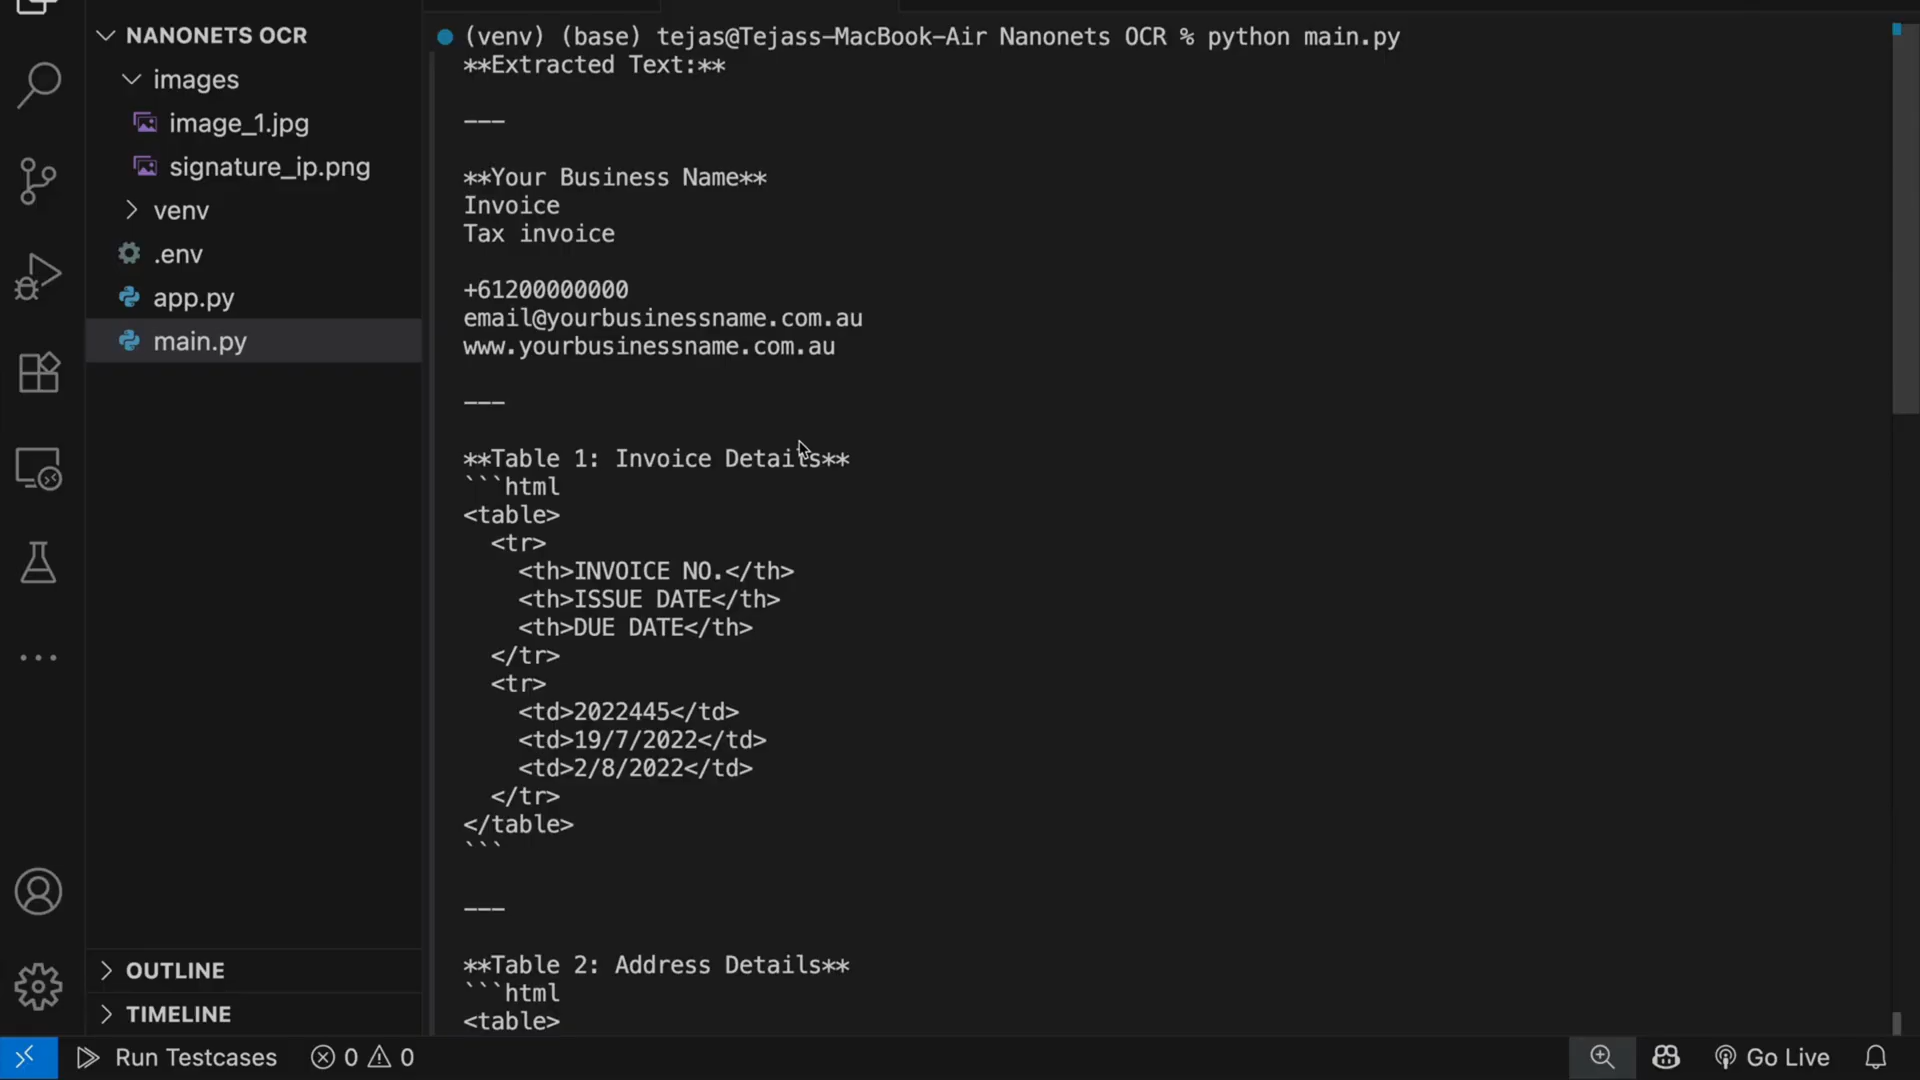 NANONETS OCR
images
image_1.jpg
signature_ip.png
venv
.env
app.py
main.py
OUTLINE
TIMELINE
(venv) (base) tejas@Tejass-MacBook-Air Nanonets OCR % python main.py
**Extracted Text:**
---
**Your Business Name**
Invoice
Tax invoice
+61200000000
email@yourbusinessname.com.au
www.yourbusinessname.com.au
---
**Table 1: Invoice Details**
```html
<table>
  <tr>
    <th>INVOICE NO.</th>
    <th>ISSUE DATE</th>
    <th>DUE DATE</th>
  </tr>
  <tr>
    <td>2022445</td>
    <td>19/7/2022</td>
    <td>2/8/2022</td>
  </tr>
</table>
```
---
**Table 2: Address Details**
```html
<table>
Run Testcases 0 0 Go Live